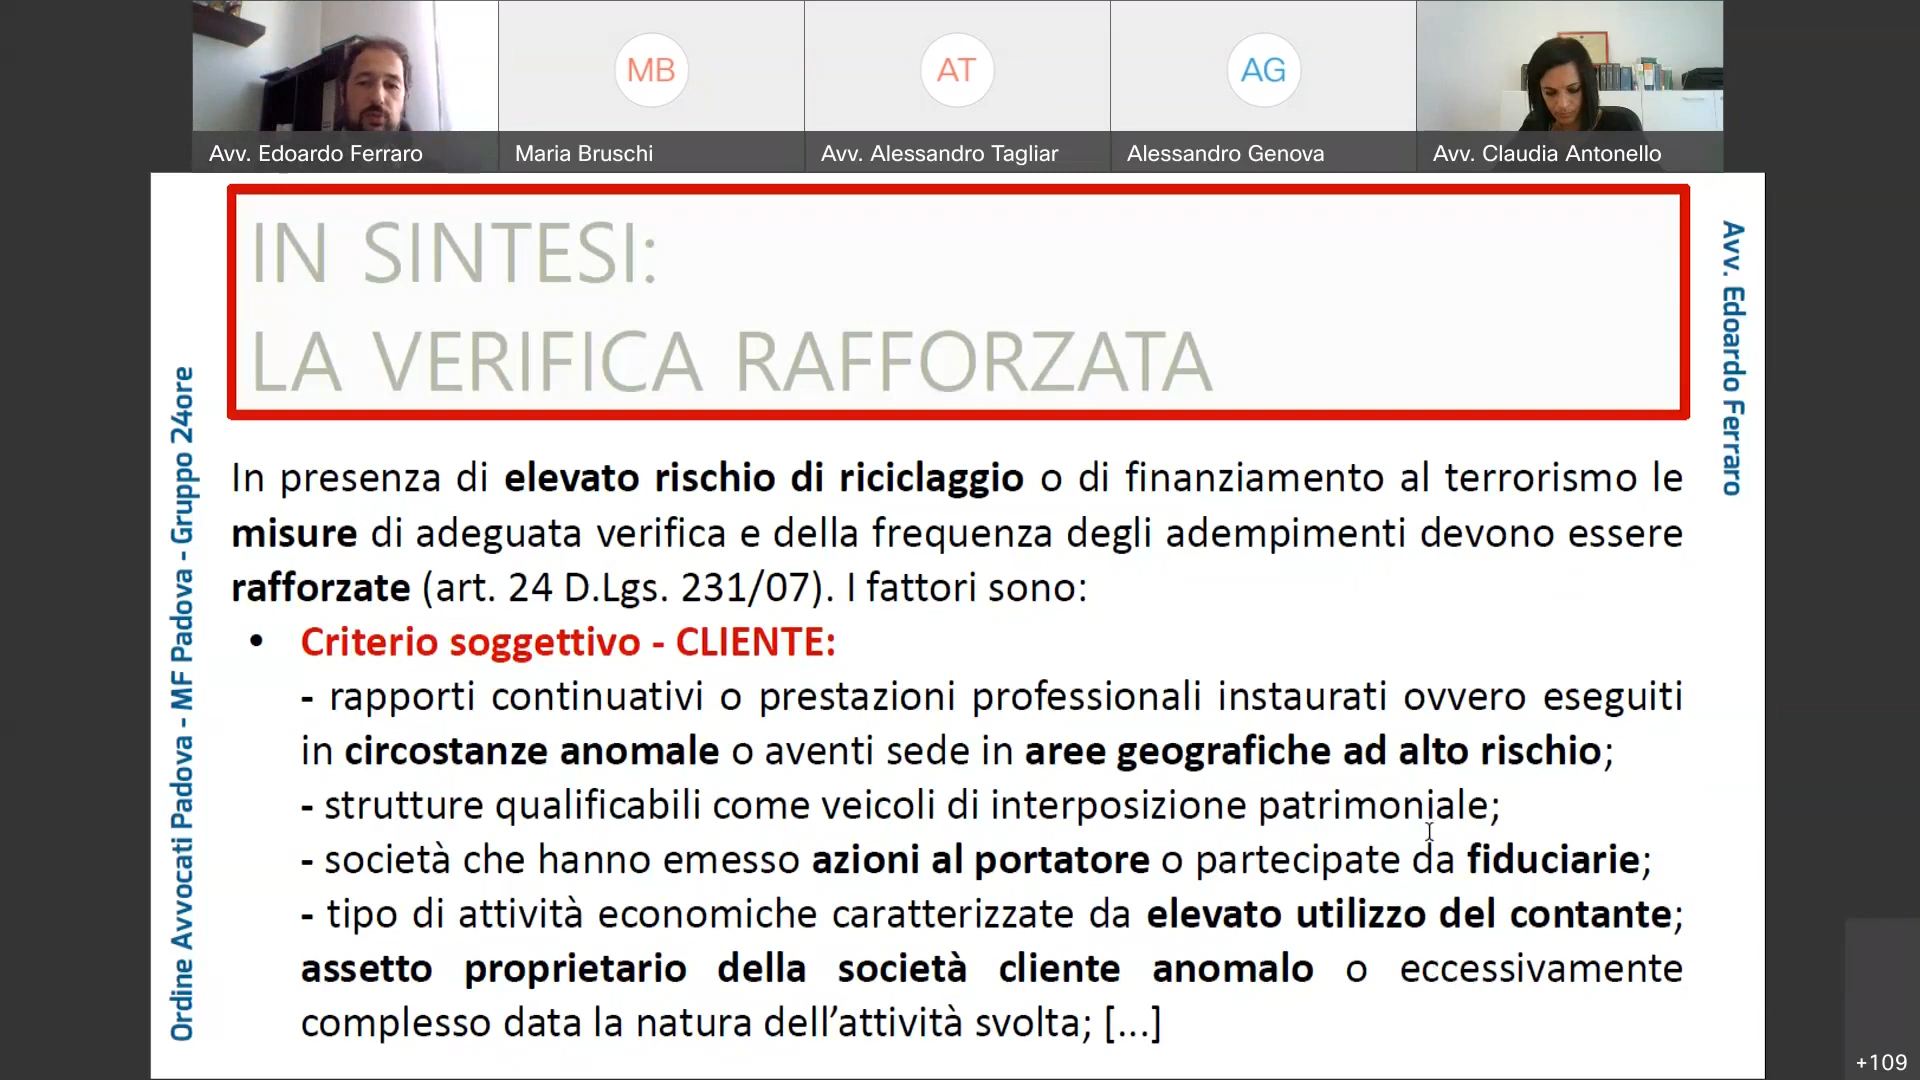 MB
AT
AG
Avv. Edoardo Ferraro
Maria Bruschi
Avv. Alessandro Tagliar
Alessandro Genova
Avv. Claudia Antonello
IN SINTESI:
LA VERIFICA RAFFORZATA
In presenza di elevato rischio di riciclaggio o di finanziamento al terrorismo le
misure di adeguata verifica e della frequenza degli adempimenti devono essere
rafforzate (art. 24 D.Lgs. 231/07). I fattori sono:
• Criterio soggettivo - CLIENTE:
- rapporti continuativi o prestazioni professionali instaurati ovvero eseguiti
in circostanze anomale o aventi sede in aree geografiche ad alto rischio;
- strutture qualificabili come veicoli di interposizione patrimoniale;
- società che hanno emesso azioni al portatore o partecipate da fiduciarie;
- tipo di attività economiche caratterizzate da elevato utilizzo del contante;
assetto proprietario della società cliente anomalo o eccessivamente
complesso data la natura dell’attività svolta; [...]
Ordine Avvocati Padova - MF Padova - Gruppo 24ore
Avv. Edoardo Ferraro
+109